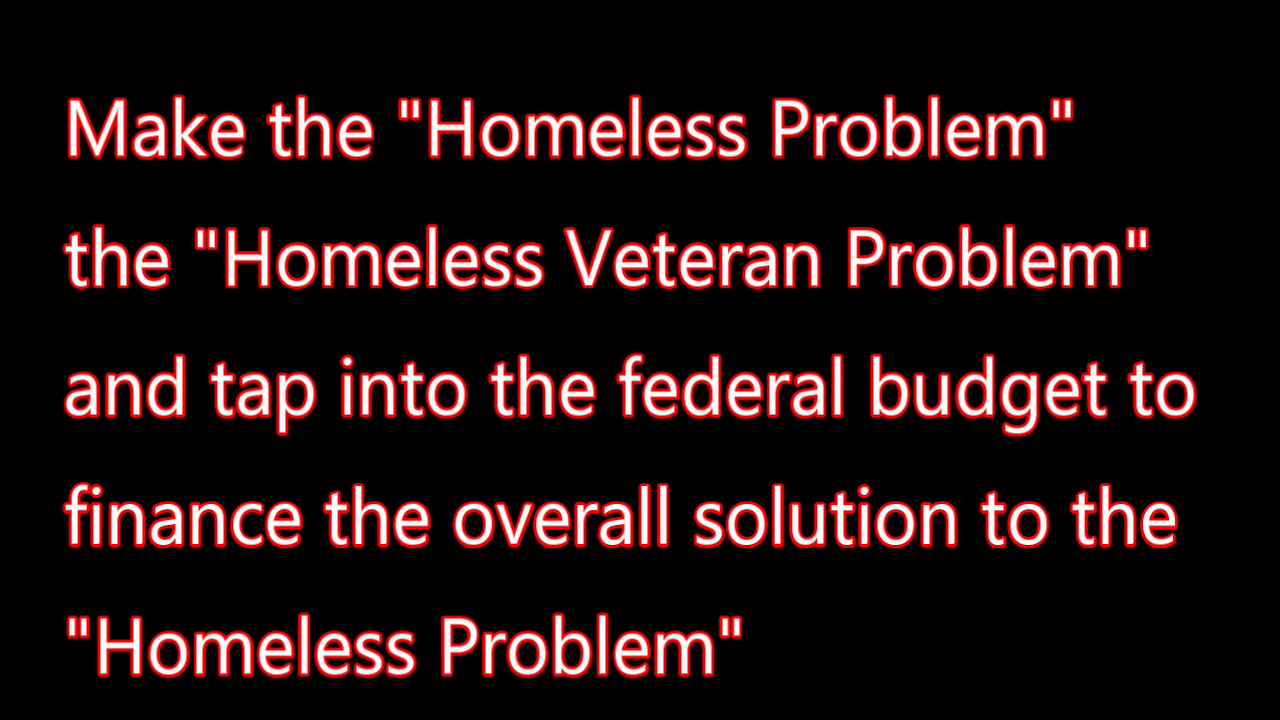 Make the "Homeless Problem"
the "Homeless Veteran Problem"
and tap into the federal budget to
finance the overall solution to the
"Homeless Problem"